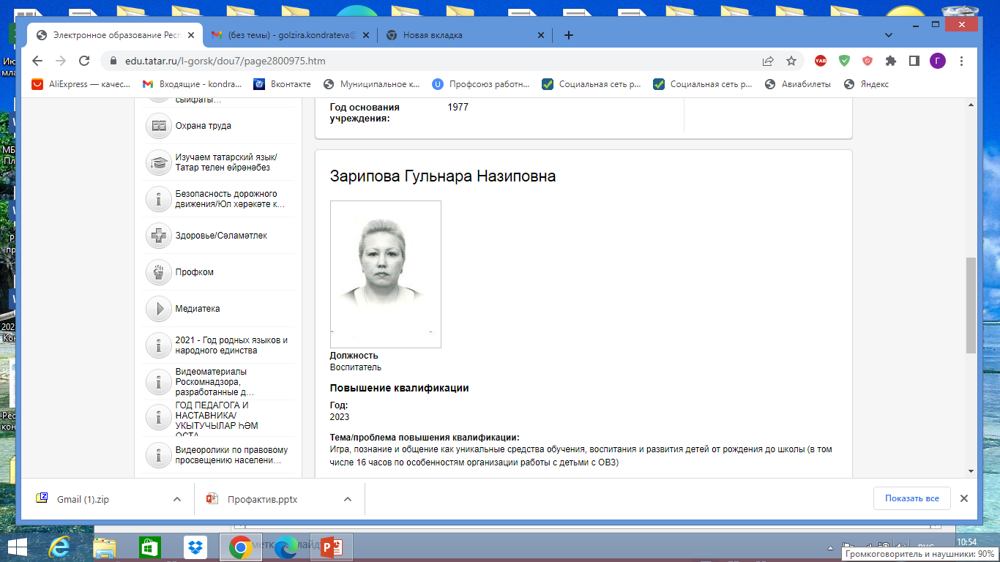 Электронное образование Респ
(без темы) - golzira.kondrateva@
Новая вкладка
edu.tatar.ru/l-gorsk/dou7/page2800975.htm
YAB
Г
AliExpress — качес...
Входящие - kondra...
Вконтакте
Муниципальное к...
Профсоюз работн...
Социальная сеть р...
Социальная сеть р...
Авиабилеты
Яндекс
сыйфаты...
Охрана труда
Изучаем татарский язык/
Татар телен өйрәнәбез
Безопасность дорожного
движения/Юл хәрәкәте к...
Здоровье/Сәламәтлек
Профком
Медиатека
2021 - Год родных языков и
народного единства
Видеоматериалы
Роскомнадзора,
разработанные д...
ГОД ПЕДАГОГА И
НАСТАВНИКА/
УКЫТУЧЫЛАР ҺӘМ
ОСТА
Видеоролики по правовому
просвещению населени...
Год основания
учреждения:
1977
Зарипова Гульнара Назиповна
Должность
Воспитатель
Повышение квалификации
Год:
2023
Тема/проблема повышения квалификации:
Игра, познание и общение как уникальные средства обучения, воспитания и развития детей от рождения до школы (в том
числе 16 часов по особенностям организации работы с детьми с ОВЗ)
Gmail (1).zip
Профактив.pptx
Показать все
10:54
Громкоговоритель и наушники: 90%